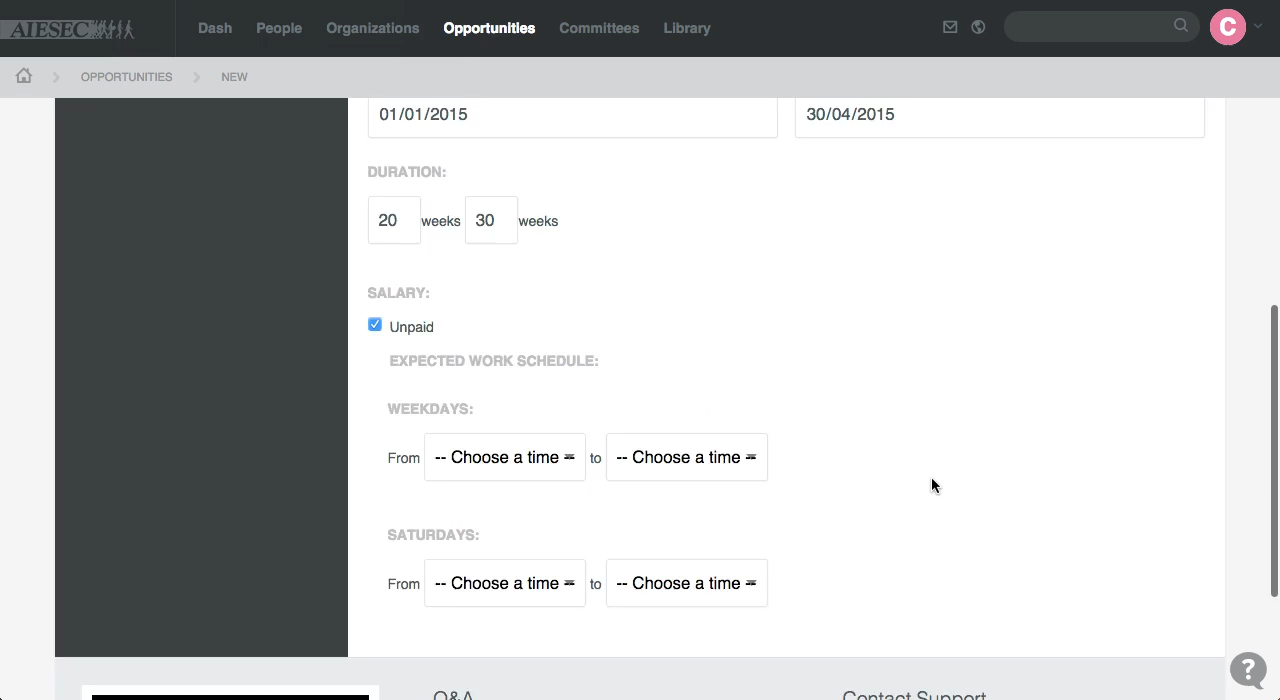 AIESEC Dash People Organizations Opportunities Committees Library C
OPPORTUNITIES NEW
01/01/2015 30/04/2015
DURATION:
20 weeks 30 weeks
SALARY:
Unpaid
EXPECTED WORK SCHEDULE:
WEEKDAYS:
From -- Choose a time -- to -- Choose a time --
SATURDAYS:
From -- Choose a time -- to -- Choose a time --
?
Q&A Contact Support